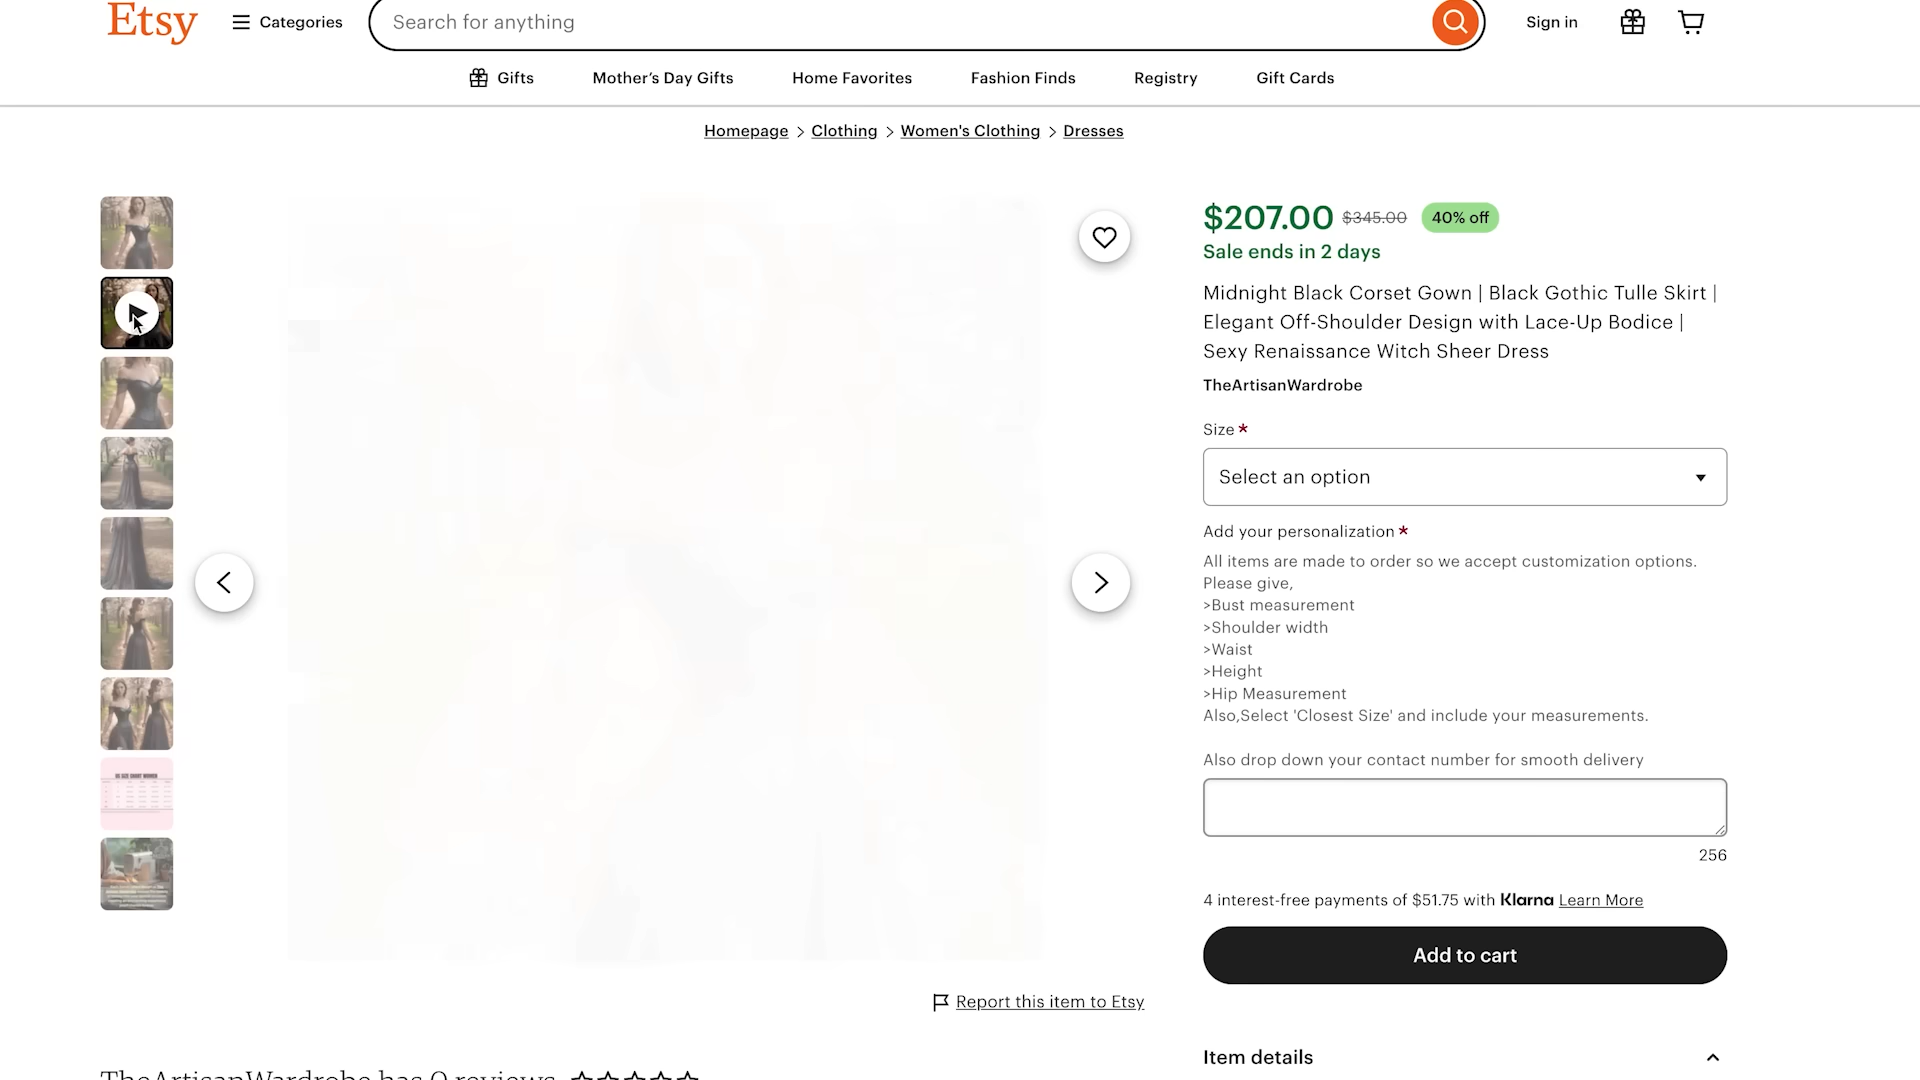 Etsy
Categories
Search for anything
Sign in
Gifts
Mother's Day Gifts
Home Favorites
Fashion Finds
Registry
Gift Cards
Homepage > Clothing > Women's Clothing > Dresses
$207.00 $345.00 40% off
Sale ends in 2 days
Midnight Black Corset Gown | Black Gothic Tulle Skirt |
Elegant Off-Shoulder Design with Lace-Up Bodice |
Sexy Renaissance Witch Sheer Dress
TheArtisanWardrobe
Size *
Select an option
Add your personalization *
All items are made to order so we accept customization options.
Please give,
>Bust measurement
>Shoulder width
>Waist
>Height
>Hip Measurement
Also,Select 'Closest Size' and include your measurements.
Also drop down your contact number for smooth delivery
256
4 interest-free payments of $51.75 with Klarna Learn More
Add to cart
Report this item to Etsy
Item details
TheArtisanWardrobe has 0 reviews